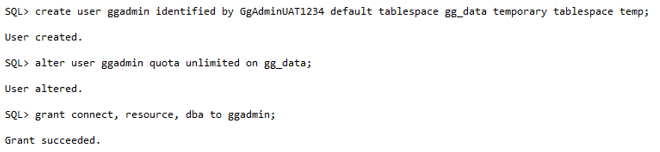 SQL> create user ggadmin identified by GgAdminUAT1234 default tablespace gg_data temporary tablespace temp;
User created.
SQL> alter user ggadmin quota unlimited on gg_data;
User altered.
SQL> grant connect, resource, dba to ggadmin;
Grant succeeded.